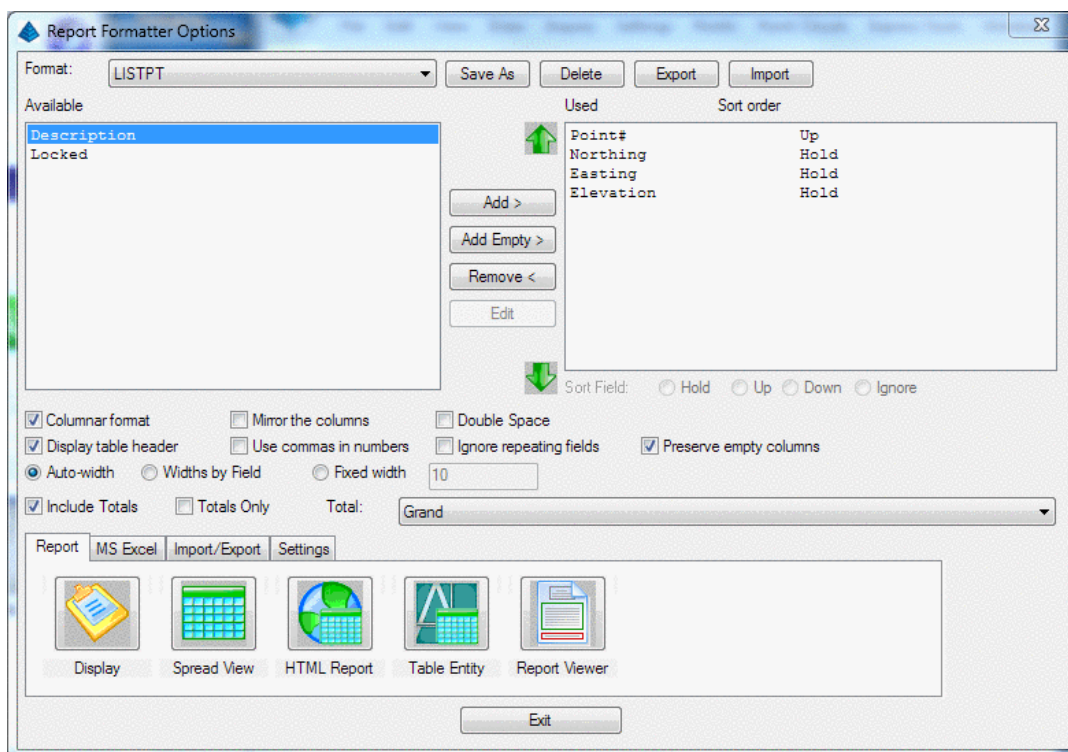 Report Formatter Options
Format: LISTPT Save As Delete Export Import
Available Used Sort order
Description
Locked
Point# Up
Northing Hold
Easting Hold
Elevation Hold
Add >
Add Empty >
Remove <
Edit
Sort Field: Hold Up Down Ignore
Columnar format Mirror the columns Double Space
Display table header Use commas in numbers Ignore repeating fields Preserve empty columns
Auto-width Widths by Field Fixed width 10
Include Totals Totals Only Total: Grand
Report MS Excel Import/Export Settings
Display Spread View HTML Report Table Entity Report Viewer
Exit